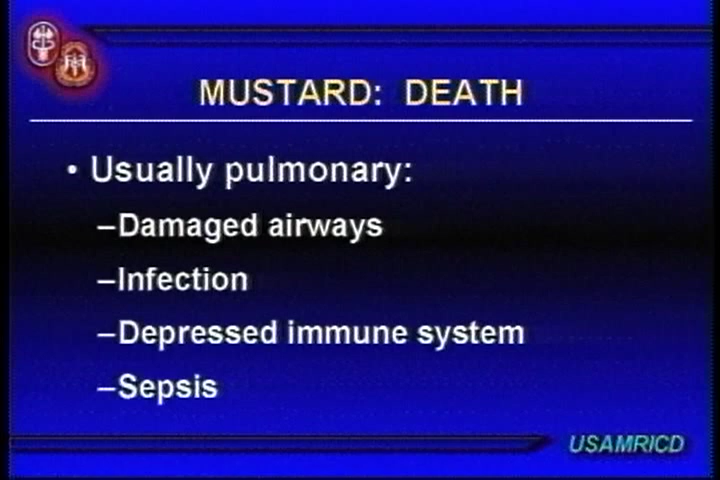 MUSTARD: DEATH
• Usually pulmonary:
–Damaged airways
–Infection
–Depressed immune system
–Sepsis
USAMRICD